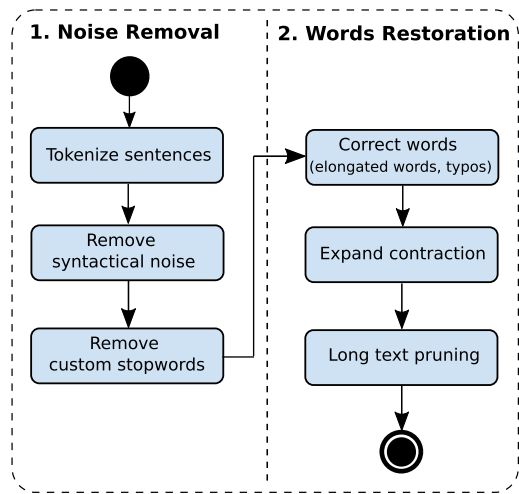 1. Noise Removal
Tokenize sentences
Remove
syntactical noise
Remove
custom stopwords
2. Words Restoration
Correct words
(elongated words, typos)
Expand contraction
Long text pruning